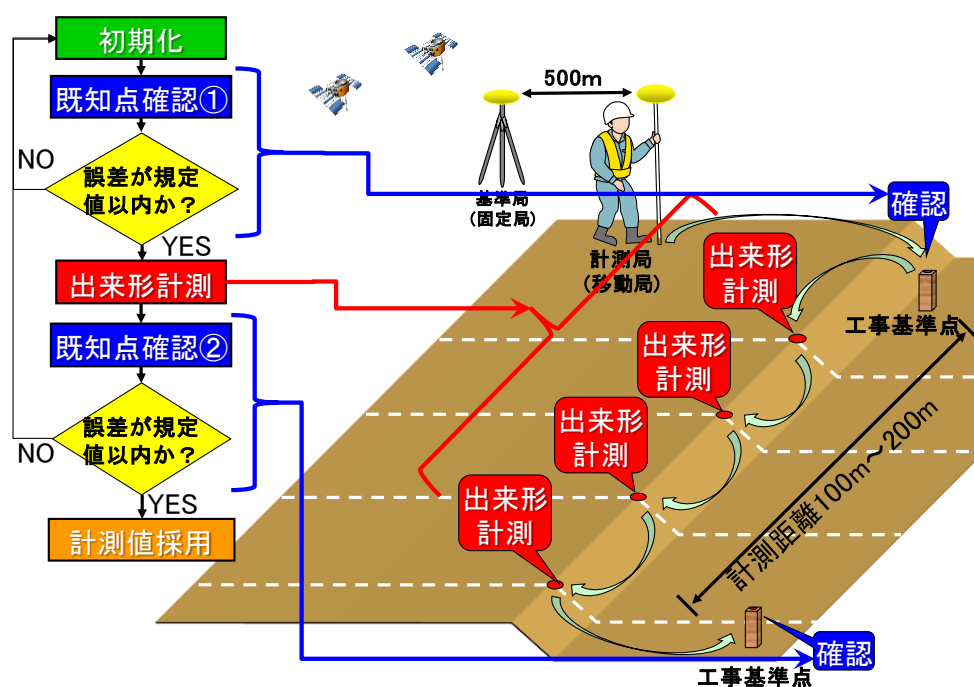 初期化
既知点確認①
NO
誤差が規定
値以内か？
YES
出来形計測
既知点確認②
誤差が規定
値以内か？
NO
YES
計測値採用
500m
基準局
(固定局)
計測局
(移動局)
確認
工事基準点
出来形
計測
出来形
計測
出来形
計測
出来形
計測
計測距離100m～200m
確認
工事基準点